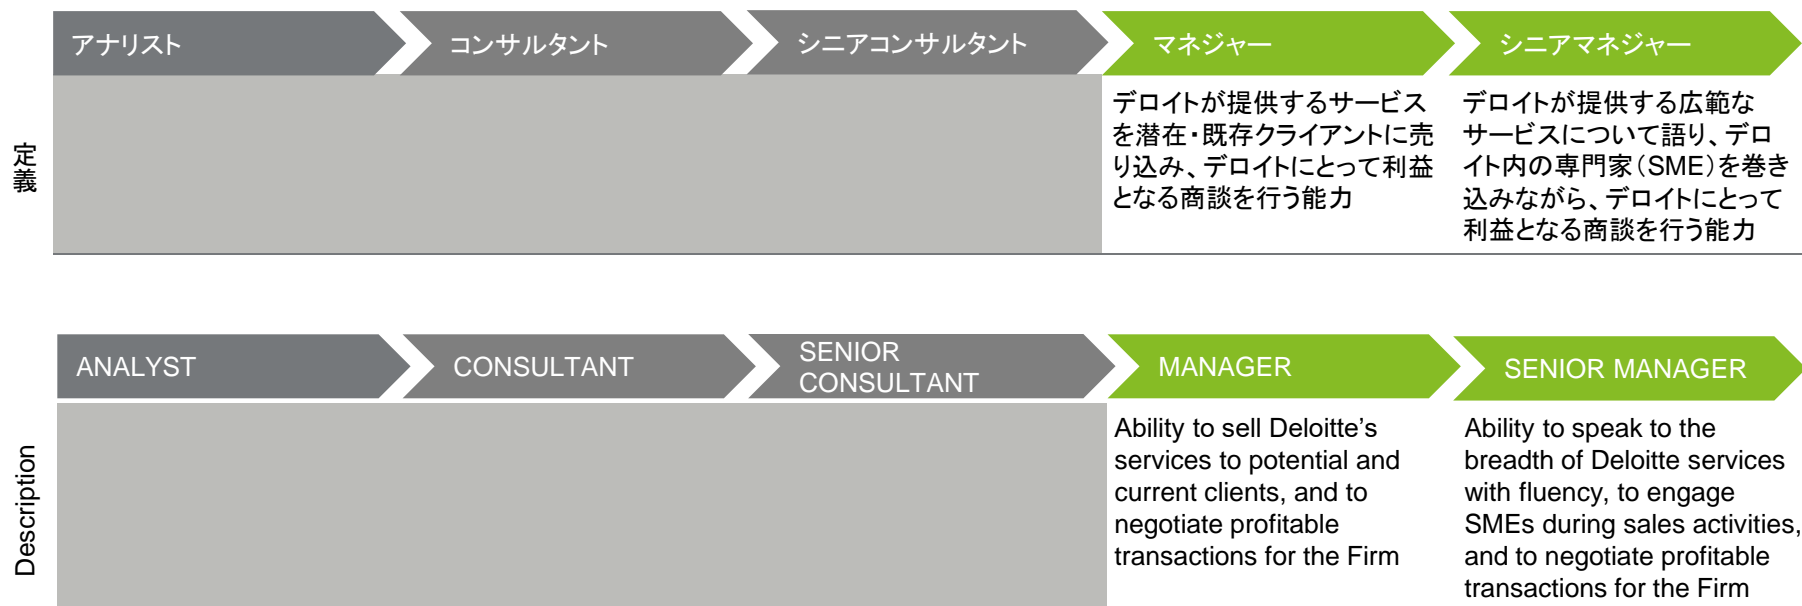 アナリスト
コンサルタント
シニアコンサルタント
マネジャー
シニアマネジャー
定義
デロイトが提供するサービス
を潜在・既存クライアントに売
り込み、デロイトにとって利益
となる商談を行う能力
デロイトが提供する広範な
サービスについて語り、デロ
イト内の専門家（SME）を巻き
込みながら、デロイトにとって
利益となる商談を行う能力
ANALYST
CONSULTANT
SENIOR
CONSULTANT
MANAGER
SENIOR MANAGER
Description
Ability to sell Deloitte’s
services to potential and
current clients, and to
negotiate profitable
transactions for the Firm
Ability to speak to the
breadth of Deloitte services
with fluency, to engage
SMEs during sales activities,
and to negotiate profitable
transactions for the Firm